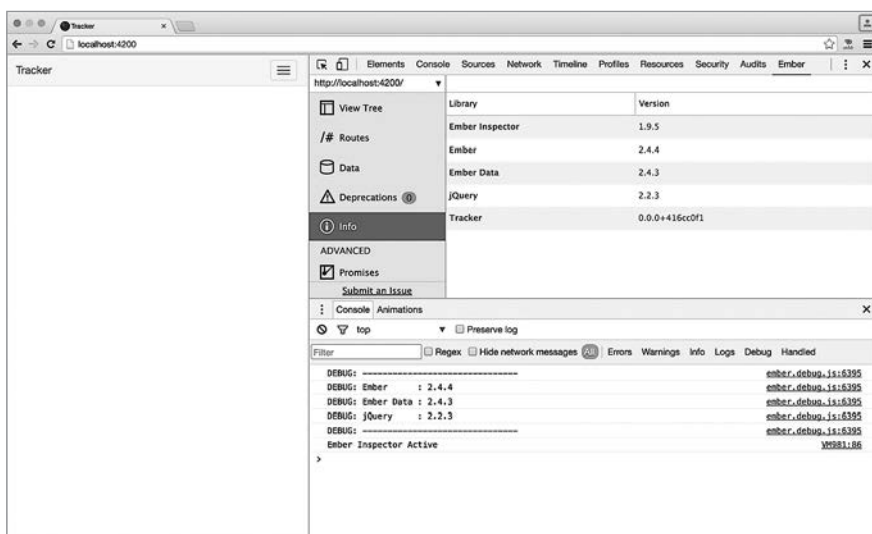 Tracker
localhost:4200
Tracker
Elements Console Sources Network Timeline Profiles Resources Security Audits Ember
http://localhost:4200/
View Tree
/# Routes
Data
Deprecations 0
Info
ADVANCED
Promises
Submit an Issue
Library Version
Ember Inspector 1.9.5
Ember 2.4.4
Ember Data 2.4.3
jQuery 2.2.3
Tracker 0.0.0+416cc0f1
Console Animations
top Preserve log
Filter Regex Hide network messages All Errors Warnings Info Logs Debug Handled
DEBUG: ------------------------------- ember.debug.js:6395
DEBUG: Ember : 2.4.4 ember.debug.js:6395
DEBUG: Ember Data : 2.4.3 ember.debug.js:6395
DEBUG: jQuery : 2.2.3 ember.debug.js:6395
DEBUG: ------------------------------- ember.debug.js:6395
Ember Inspector Active VM981:86
>